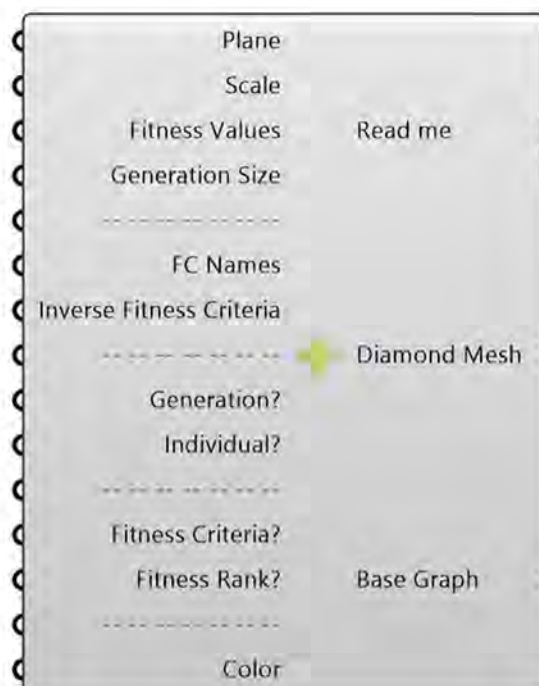 Plane
Scale
Fitness Values
Read me
Generation Size
-- -- -- -- -- -- -- --
FC Names
Inverse Fitness Criteria
-- -- -- -- -- -- -- --
Diamond Mesh
Generation?
Individual?
-- -- -- -- -- -- -- --
Fitness Criteria?
Fitness Rank?
Base Graph
-- -- -- -- -- -- -- --
Color